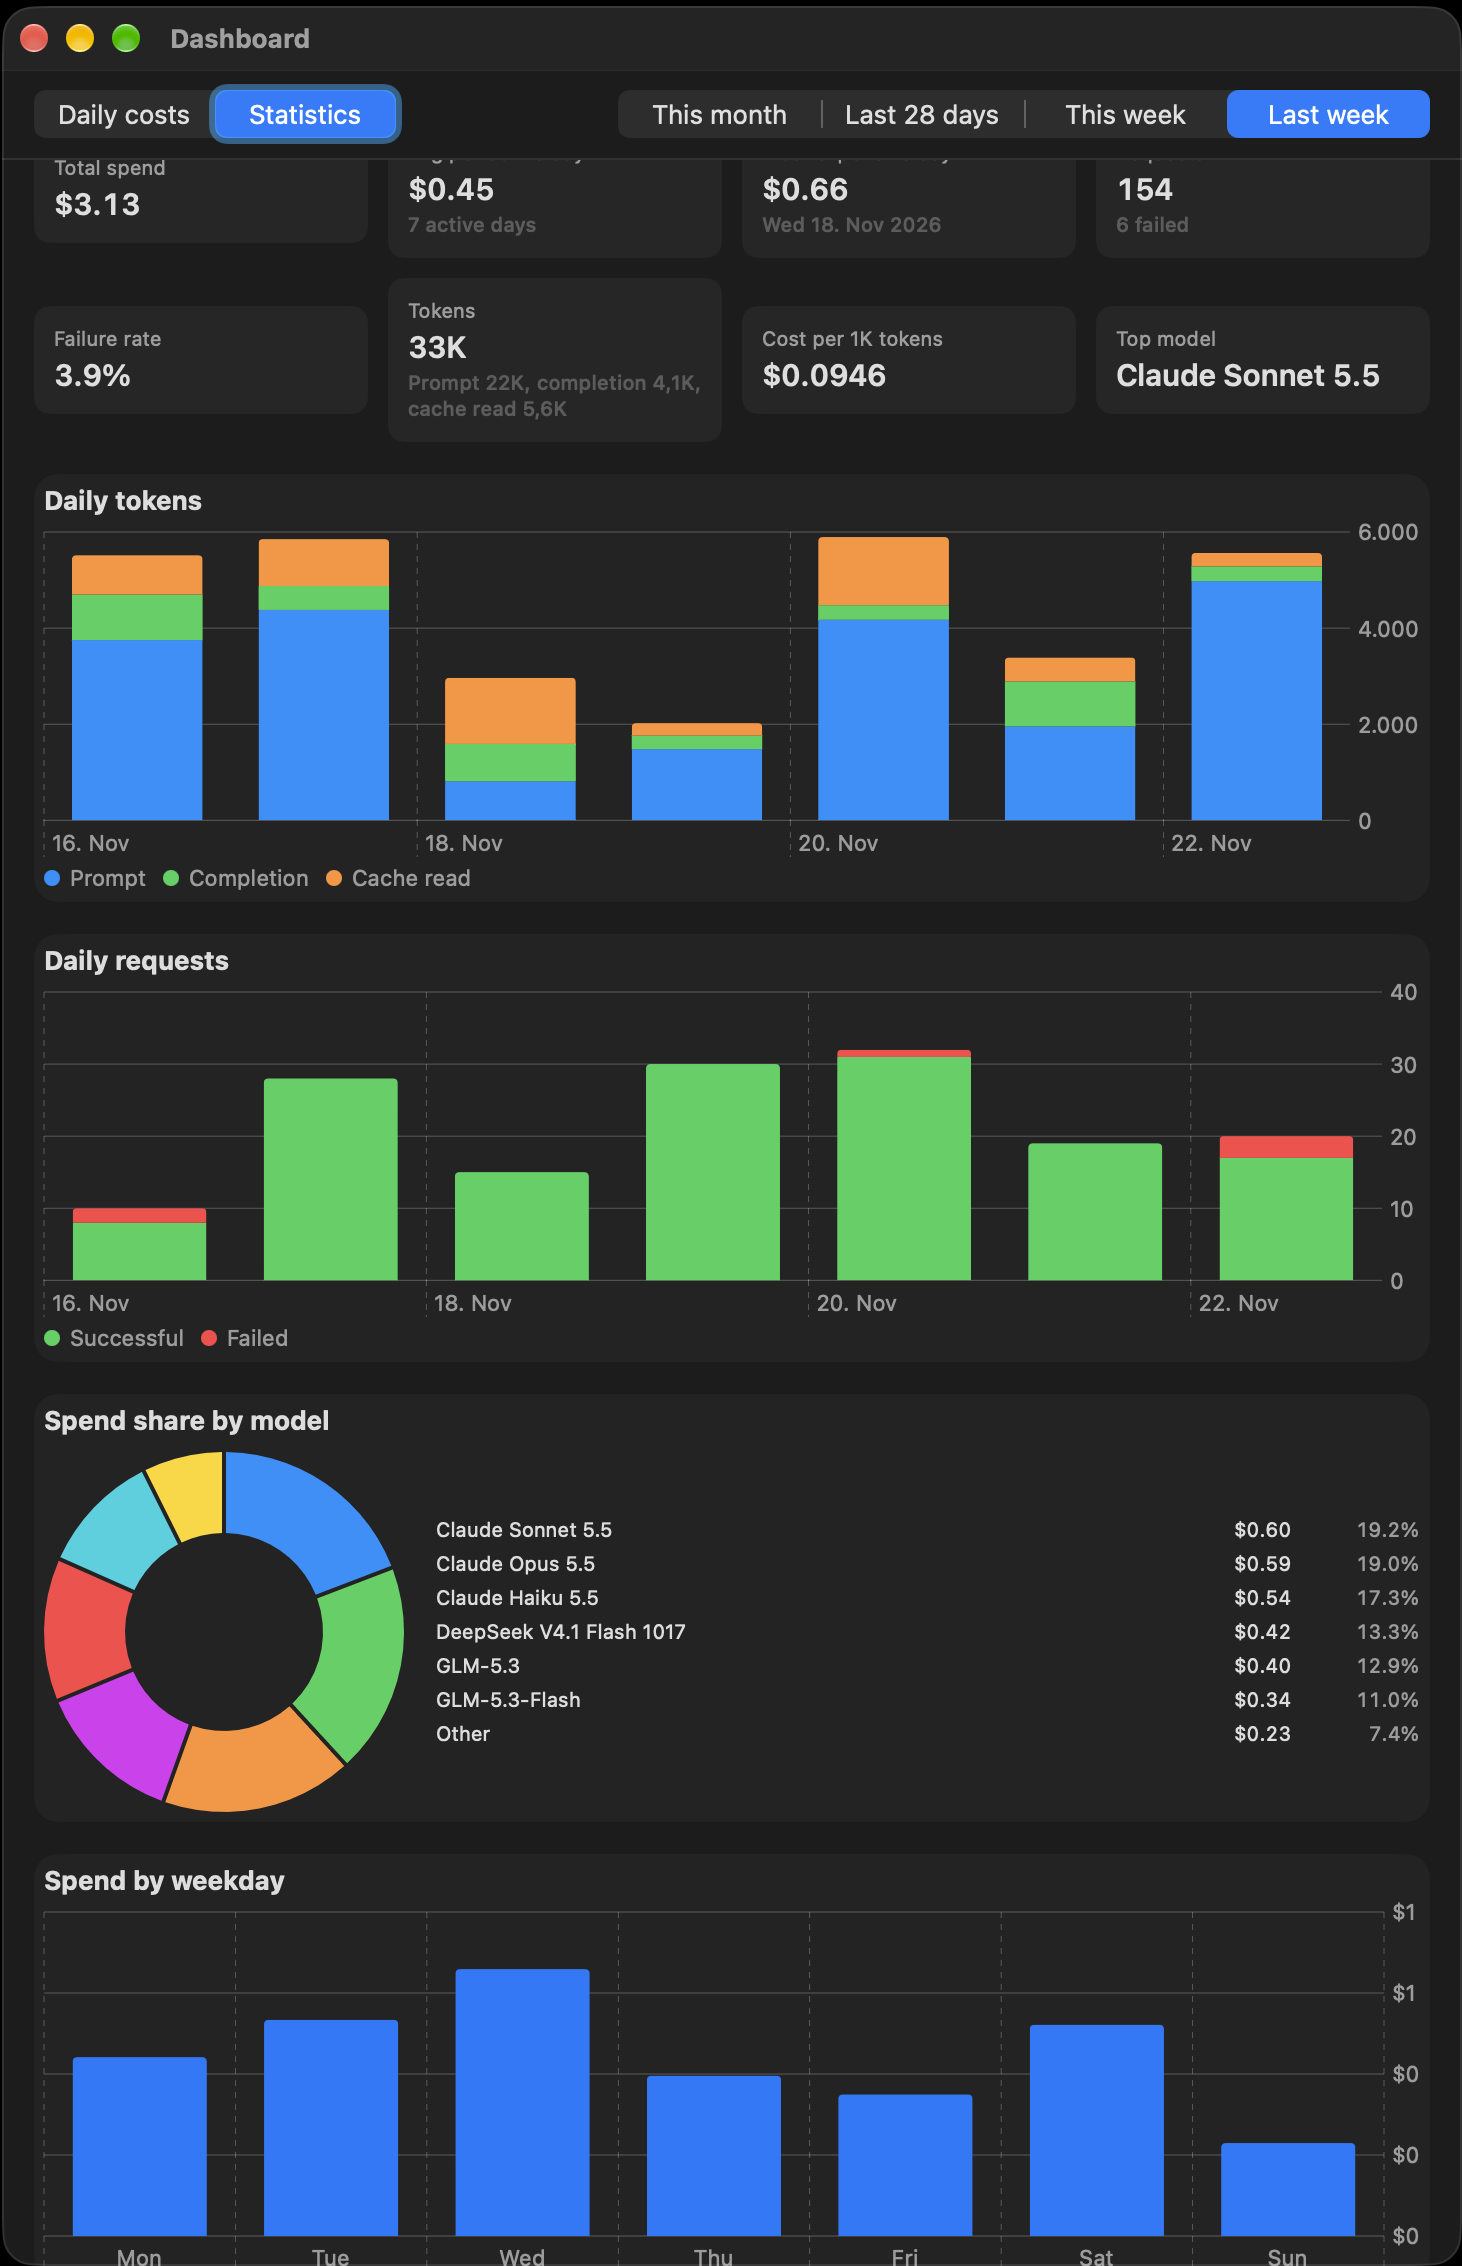 Dashboard
Daily costs
Statistics
This month
Last 28 days
This week
Last week
Total spend
$3.13
$0.45
7 active days
$0.66
Wed 18. Nov 2026
154
6 failed
Failure rate
3.9%
Tokens
33K
Prompt 22K, completion 4,1K,
cache read 5,6K
Cost per 1K tokens
$0.0946
Top model
Claude Sonnet 5.5
Daily tokens
6.000
4.000
2.000
0
16. Nov
18. Nov
20. Nov
22. Nov
Prompt
Completion
Cache read
Daily requests
40
30
20
10
0
16. Nov
18. Nov
20. Nov
22. Nov
Successful
Failed
Spend share by model
Claude Sonnet 5.5 $0.60 19.2%
Claude Opus 5.5 $0.59 19.0%
Claude Haiku 5.5 $0.54 17.3%
DeepSeek V4.1 Flash 1017 $0.42 13.3%
GLM-5.3 $0.40 12.9%
GLM-5.3-Flash $0.34 11.0%
Other $0.23 7.4%
Spend by weekday
$1
$1
$0
$0
$0
Mon
Tue
Wed
Thu
Fri
Sat
Sun